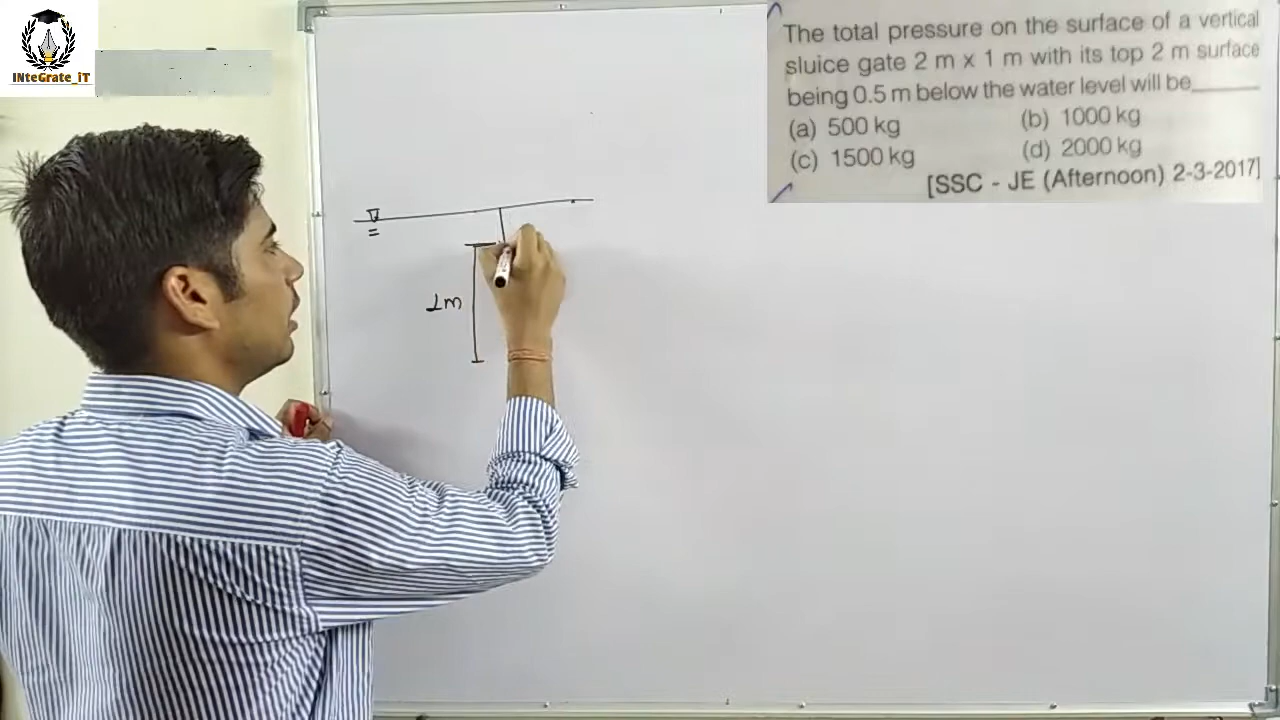 INteGrate_iT
The total pressure on the surface of a vertical
sluice gate 2 m x 1 m with its top 2 m surface
being 0.5 m below the water level will be______
(a) 500 kg (b) 1000 kg
(c) 1500 kg (d) 2000 kg
[SSC - JE (Afternoon) 2-3-2017]
1m